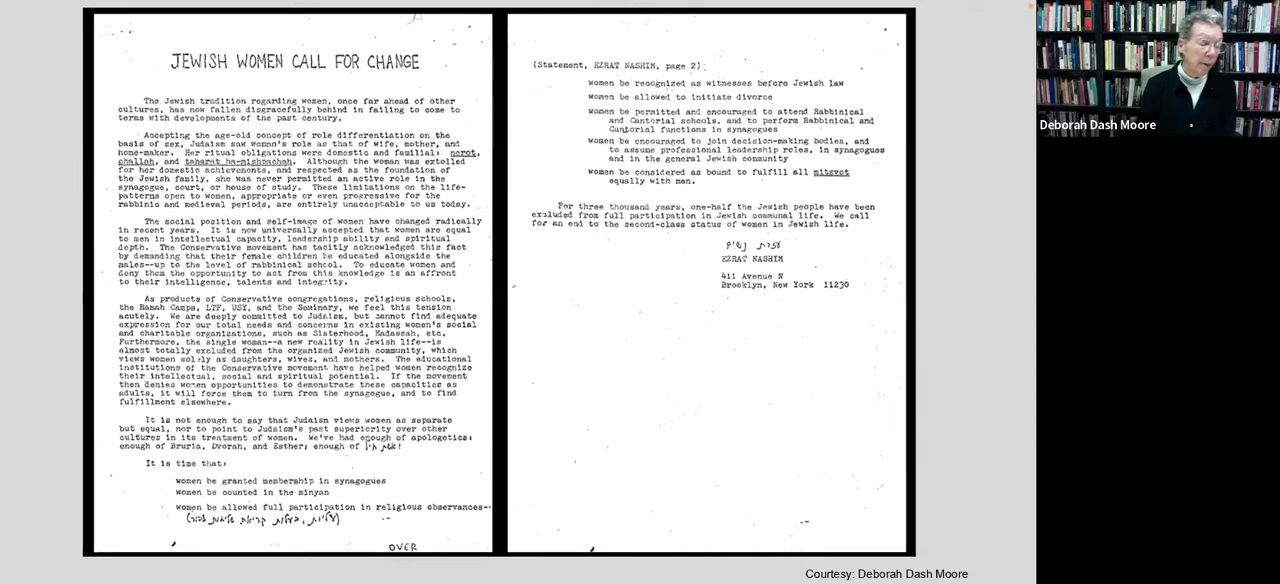 JEWISH WOMEN CALL FOR CHANGE
The Jewish tradition regarding women, once far ahead of other
cultures, has now fallen disgracefully behind in failing to come to
terms with developments of the past century.
Accepting the age-old concept of role differentiation on the
basis of sex, Judaism saw woman's role as that of wife, mother, and
home-maker. Her ritual obligations were domestic and familial: nerot,
challah, and taharat ha-mishpachah. Although the woman was extolled
for her domestic achievements, and respected as the foundation of
the Jewish family, she was never permitted an active role in the
synagogue, court, or house of study. These limitations on the life-
patterns open to women, appropriate or even progressive for the
rabbinic and medieval periods, are entirely unacceptable to us today.
The social position and self-image of women have changed radically
in recent years. It is now universally accepted that women are equal
to men in intellectual capacity, leadership ability and spiritual
depth. The Conservative movement has tacitly acknowledged this fact
by demanding that their female children be educated alongside the
males--up to the level of rabbinical school. To educate women and
deny them the opportunity to act from this knowledge is an affront
to their intelligence, talents and integrity.
As products of Conservative congregations, religious schools,
the Ramah Camps, LTF, USY, and the Seminary, we feel this tension
acutely. We are deeply committed to Judaism, but cannot find adequate
expression for our total needs and concerns in existing women's social
and charitable organizations, such as Sisterhood, Hadassah, etc.
Furthermore, the single woman--a new reality in Jewish life--is
almost totally excluded from the organized Jewish community, which
views women solely as daughters, wives, and mothers. The educational
institutions of the Conservative movement have helped women recognize
their intellectual, social and spiritual potential. If the movement
then denies women opportunities to demonstrate these capacities as
adults, it will force them to turn from the synagogue, and to find
fulfillment elsewhere.
It is not enough to say that Judaism views women as separate
but equal, nor to point to Judaism's past superiority over other
cultures in its treatment of women. We've had enough of apologetics:
enough of Bruria, Dvorah, and Esther; enough of אשת חיל!
It is time that:
women be granted membership in synagogues
women be counted in the minyan
women be allowed full participation in religious observances--
OVER
(Statement, EZRAT NASHIM, page 2)
women be recognized as witnesses before Jewish law
women be allowed to initiate divorce
women be permitted and encouraged to attend Rabbinical
and Cantorial schools, and to perform Rabbinical and
Cantorial functions in synagogues
women be encouraged to join decision-making bodies, and
to assume professional leadership roles, in synagogues
and in the general Jewish community
women be considered as bound to fulfill all mitzvot
equally with men.
For three thousand years, one-half the Jewish people have been
excluded from full participation in Jewish communal life. We call
for an end to the second-class status of women in Jewish life.
עזרת נשים
EZRAT NASHIM
411 Avenue N
Brooklyn, New York 11230
Courtesy: Deborah Dash Moore
Deborah Dash Moore